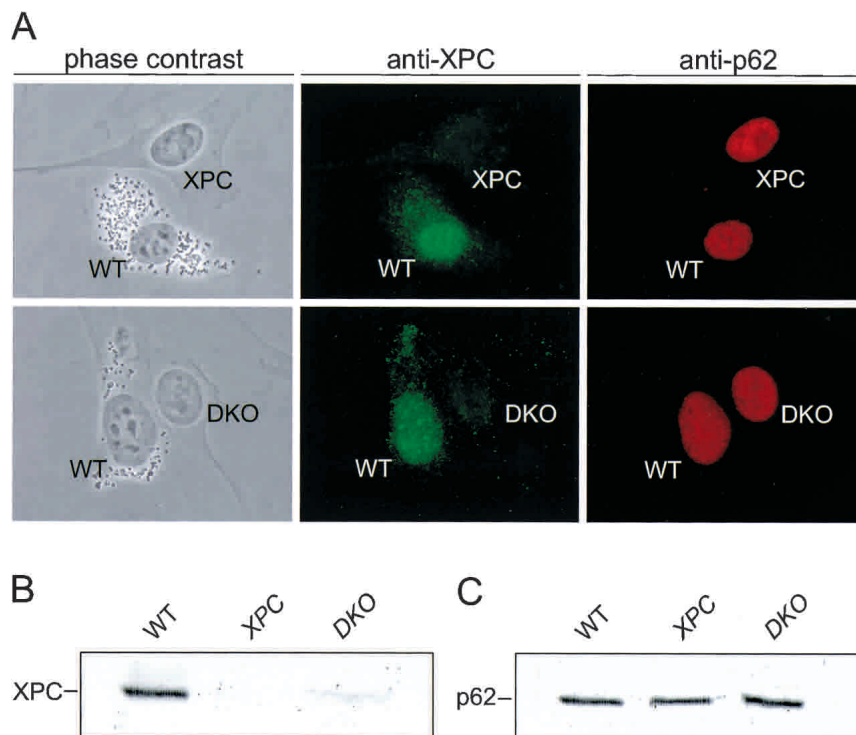 A
phase contrast anti-XPC anti-p62
XPC XPC XPC
WT WT WT
DKO DKO DKO
WT WT WT
B C
WT XPC DKO WT XPC DKO
XPC p62